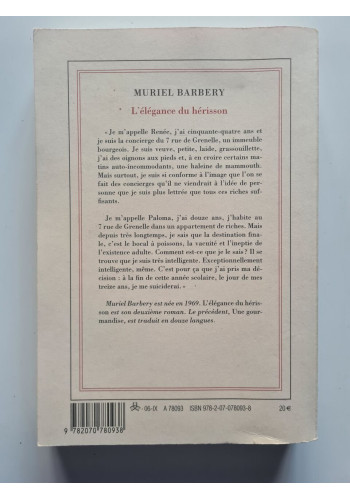 MURIEL BARBERY
L'élégance du hérisson
« Je m'appelle Renée, j'ai cinquante-quatre ans et
je suis la concierge du 7 rue de Grenelle, un immeuble
bourgeois. Je suis veuve, petite, laide, grassouillette,
j'ai des oignons aux pieds et, à en croire certains ma-
tins auto-incommodants, une haleine de mammouth.
Mais surtout, je suis si conforme à l'image que l'on se
fait des concierges qu'il ne viendrait à l'idée de per-
sonne que je suis plus lettrée que tous ces riches suf-
fisants.
Je m'appelle Paloma, j'ai douze ans, j'habite au
7 rue de Grenelle dans un appartement de riches. Mais
depuis très longtemps, je sais que la destination fina-
le, c'est le bocal à poissons, la vacuité et l'ineptie de
l'existence adulte. Comment est-ce que je le sais? Il se
trouve que je suis très intelligente. Exceptionnellement
intelligente, même. C'est pour ça que j'ai pris ma dé-
cision : à la fin de cette année scolaire, le jour de mes
treize ans, je me suiciderai. »
Muriel Barbery est née en 1969. L'élégance du héris-
son est son deuxième roman. Le précédent, Une gour-
mandise, est traduit en douze langues.
06-IX A 78093 ISBN 978-2-07-078093-8 20 €
9 782070 780938